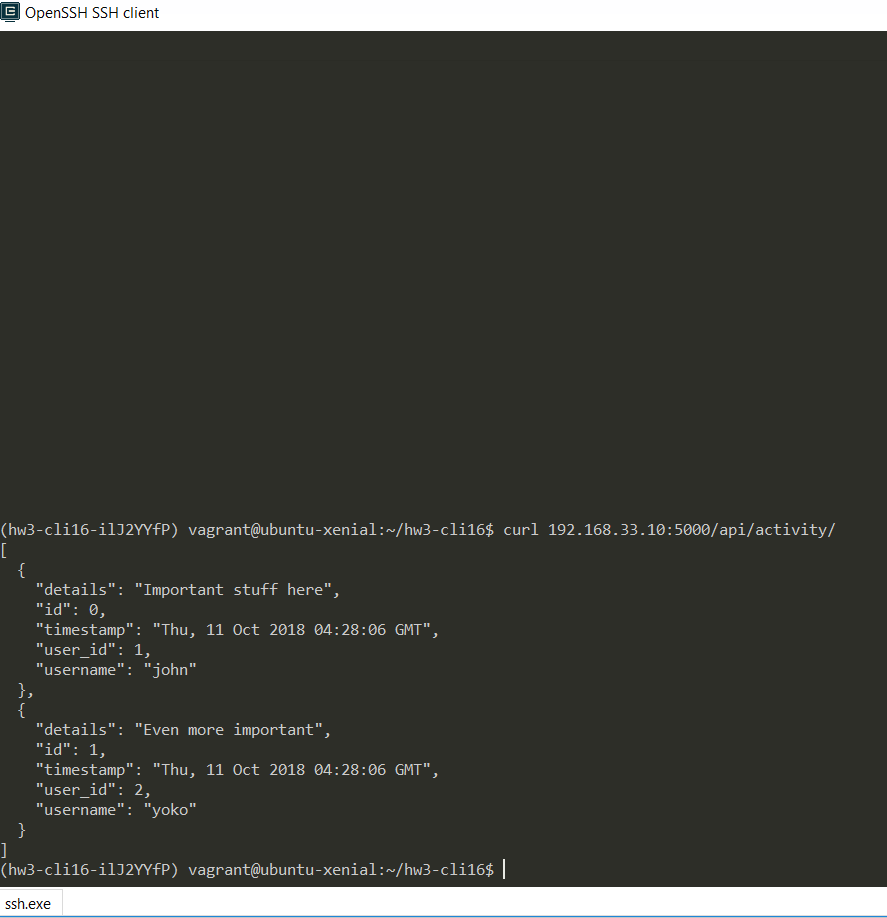 OpenSSH SSH client
(hw3-cli16-ilJ2YYfP) vagrant@ubuntu-xenial:~/hw3-cli16$ curl 192.168.33.10:5000/api/activity/
[
  {
    "details": "Important stuff here",
    "id": 0,
    "timestamp": "Thu, 11 Oct 2018 04:28:06 GMT",
    "user_id": 1,
    "username": "john"
  },
  {
    "details": "Even more important",
    "id": 1,
    "timestamp": "Thu, 11 Oct 2018 04:28:06 GMT",
    "user_id": 2,
    "username": "yoko"
  }
]
(hw3-cli16-ilJ2YYfP) vagrant@ubuntu-xenial:~/hw3-cli16$
ssh.exe